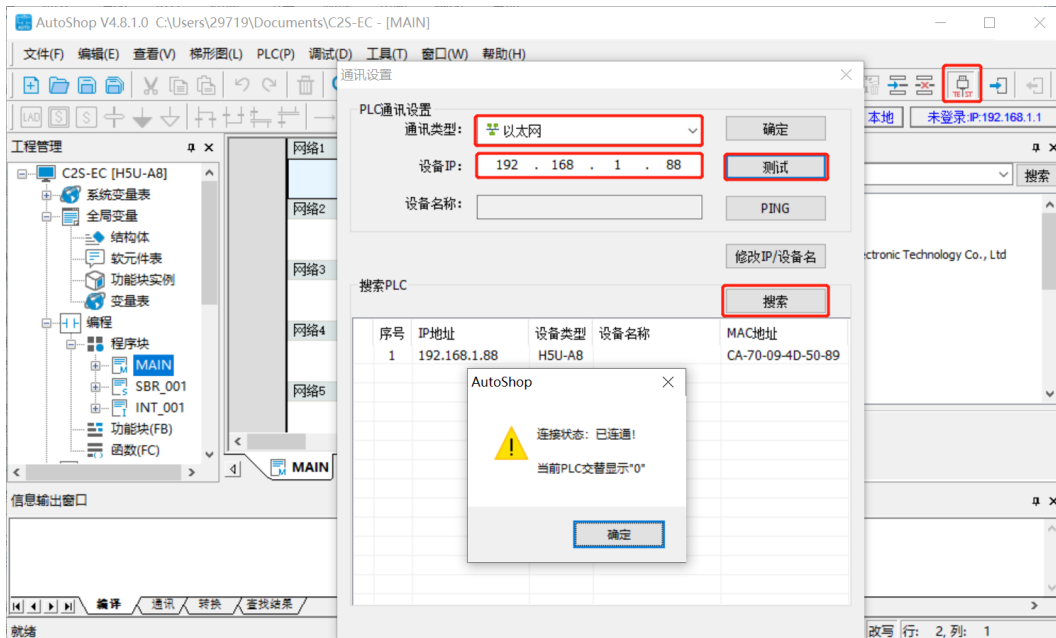 AutoShop V4.8.1.0 C:\Users\29719\Documents\C2S-EC - [MAIN]
文件(F) 编辑(E) 查看(V) 梯形图(L) PLC(P) 调试(D) 工具(T) 窗口(W) 帮助(H)
LAD S S
TEST
本地 未登录:IP:192.168.1.1
工程管理
C2S-EC [H5U-A8]
系统变量表
全局变量
结构体
软元件表
功能块实例
变量表
编程
程序块
MAIN
SBR_001
INT_001
功能块(FB)
函数(FC)
网络1
网络2
网络3
网络4
网络5
MAIN
通讯设置
PLC通讯设置
通讯类型: 以太网 确定
设备IP: 192 . 168 . 1 . 88 测试
设备名称: PING
修改IP/设备名
搜索PLC
搜索
序号 IP地址 设备类型 设备名称 MAC地址
1 192.168.1.88 H5U-A8 CA-70-09-4D-50-89
AutoShop
连接状态: 已连通!
当前PLC交替显示"0"
确定
搜索
ctronic Technology Co., Ltd
信息输出窗口
编译 通讯 转换 查找结果
就绪
改写 行: 2, 列: 1